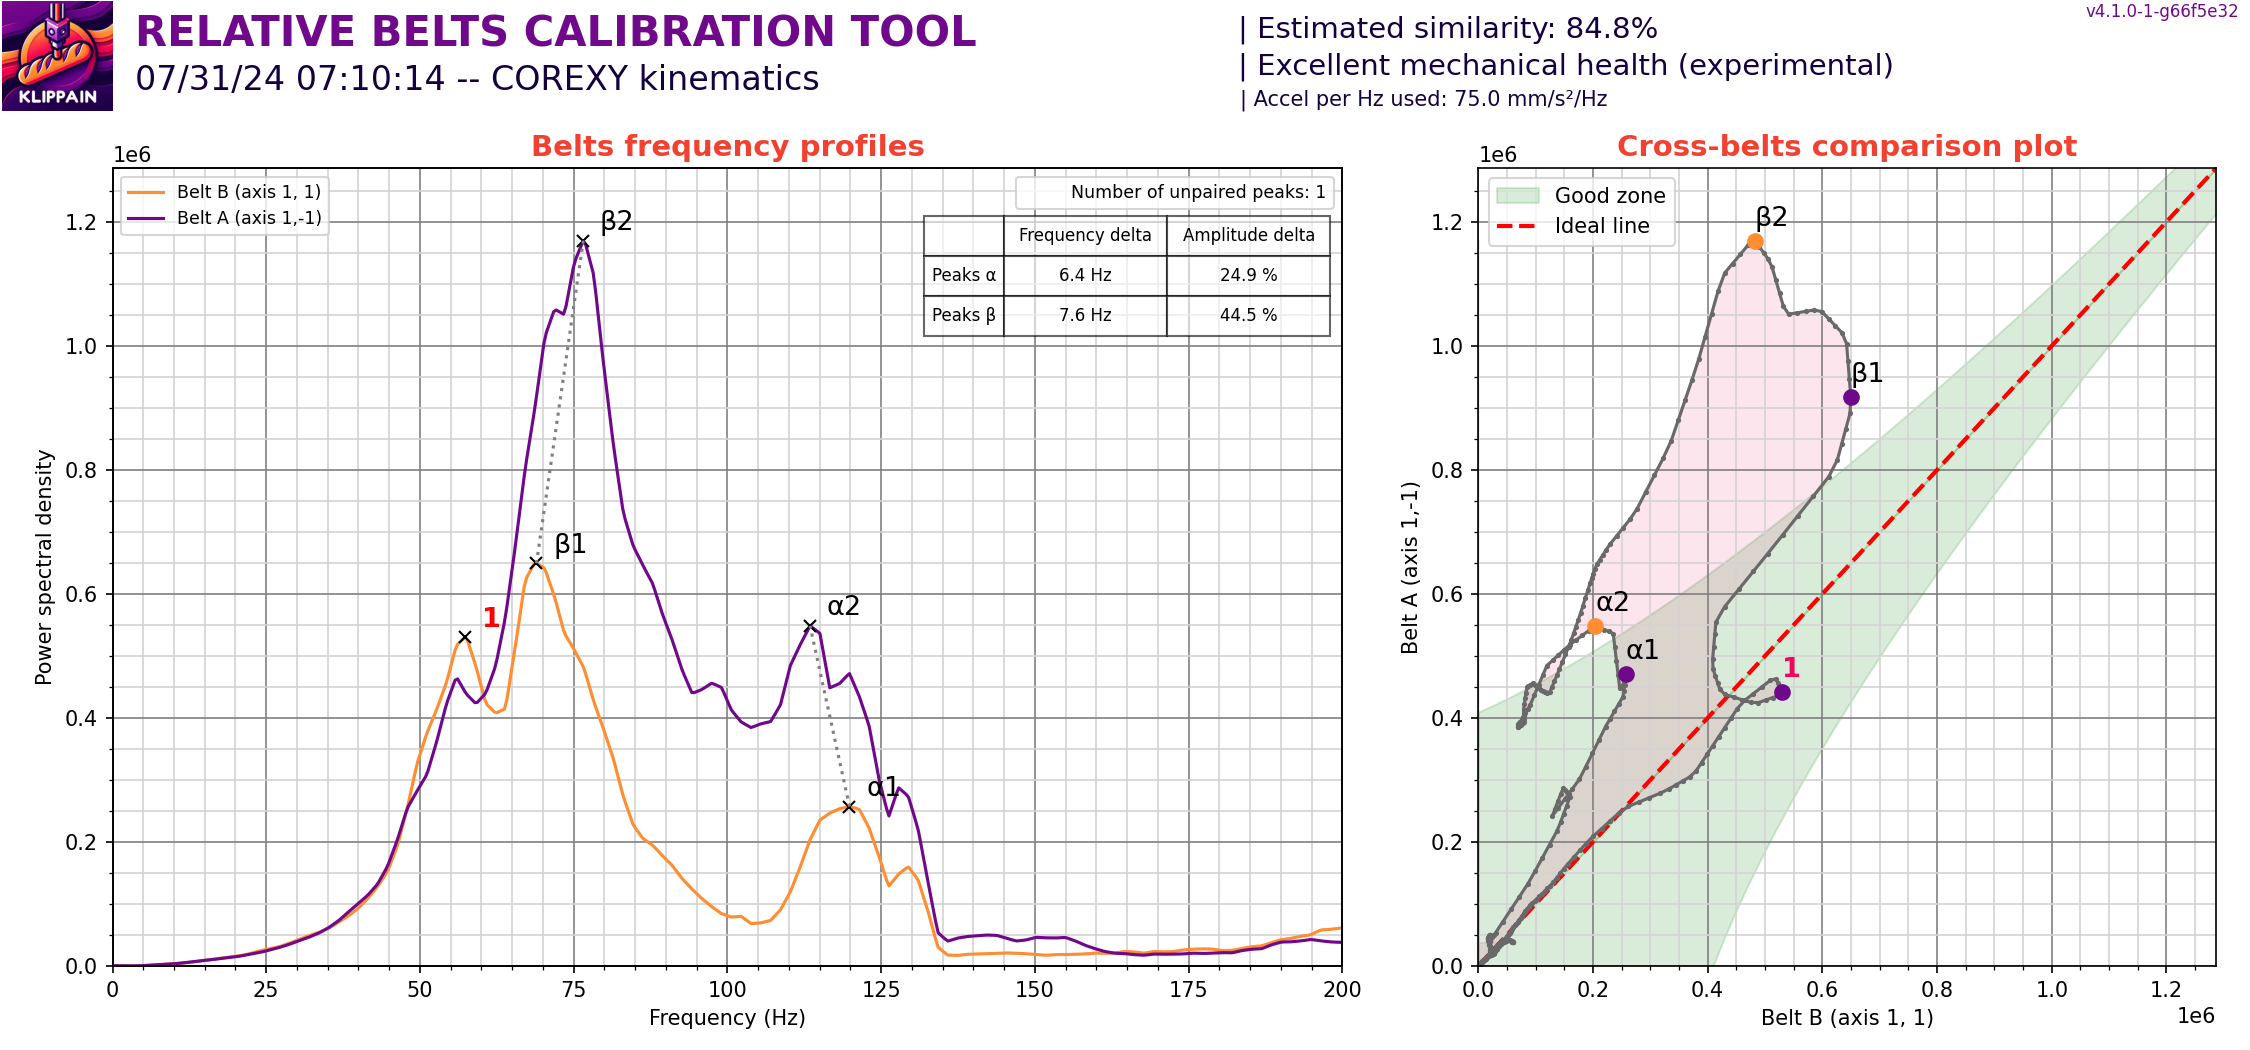 KLIPPAIN
RELATIVE BELTS CALIBRATION TOOL
07/31/24 07:10:14 -- COREXY kinematics
| Estimated similarity: 84.8%
| Excellent mechanical health (experimental)
| Accel per Hz used: 75.0 mm/s²/Hz
v4.1.0-1-g66f5e32
Belts frequency profiles
1e6
Belt B (axis 1, 1)
Belt A (axis 1,-1)
Number of unpaired peaks: 1
Frequency delta Amplitude delta
Peaks α 6.4 Hz 24.9 %
Peaks β 7.6 Hz 44.5 %
β2
β1
1
α2
α1
Power spectral density
1.2
1.0
0.8
0.6
0.4
0.2
0.0
0 25 50 75 100 125 150 175 200
Frequency (Hz)
Cross-belts comparison plot
1e6
Good zone
Ideal line
β2
β1
α2
α1
1
Belt A (axis 1,-1)
1.2
1.0
0.8
0.6
0.4
0.2
0.0
0.0 0.2 0.4 0.6 0.8 1.0 1.2
Belt B (axis 1, 1)
1e6